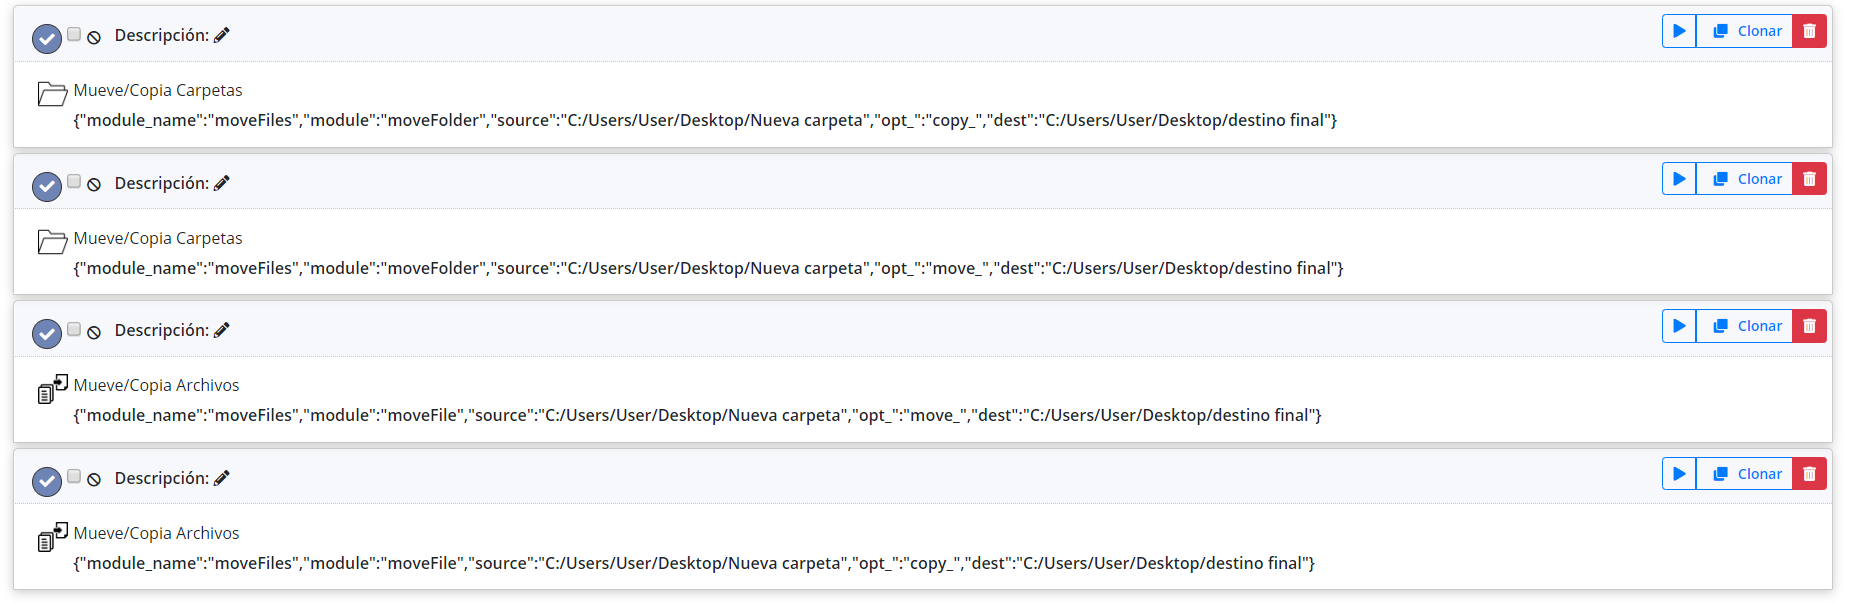 Descripción:
Clonar
Mueve/Copia Carpetas
{"module_name":"moveFiles","module":"moveFolder","source":"C:/Users/User/Desktop/Nueva carpeta","opt_":"copy_","dest":"C:/Users/User/Desktop/destino final"}
Descripción:
Clonar
Mueve/Copia Carpetas
{"module_name":"moveFiles","module":"moveFolder","source":"C:/Users/User/Desktop/Nueva carpeta","opt_":"move_","dest":"C:/Users/User/Desktop/destino final"}
Descripción:
Clonar
Mueve/Copia Archivos
{"module_name":"moveFiles","module":"moveFile","source":"C:/Users/User/Desktop/Nueva carpeta","opt_":"move_","dest":"C:/Users/User/Desktop/destino final"}
Descripción:
Clonar
Mueve/Copia Archivos
{"module_name":"moveFiles","module":"moveFile","source":"C:/Users/User/Desktop/Nueva carpeta","opt_":"copy_","dest":"C:/Users/User/Desktop/destino final"}